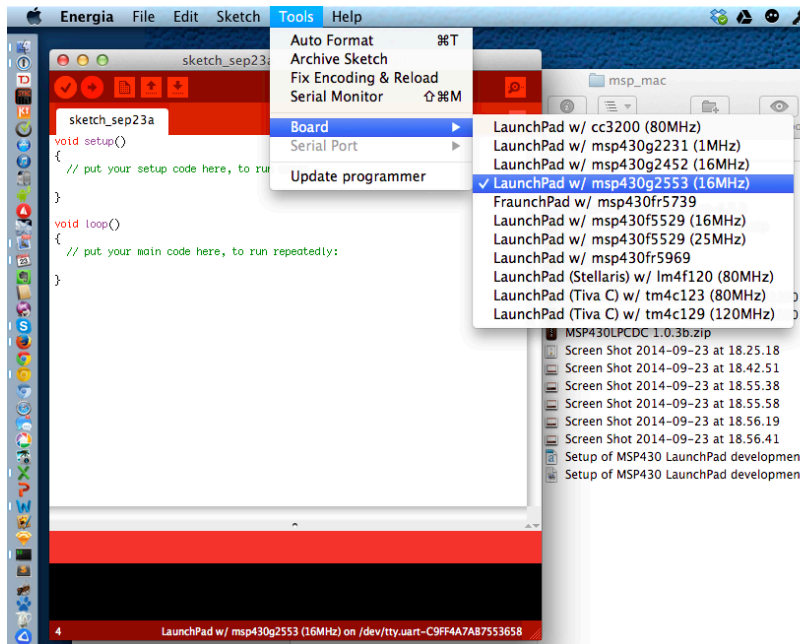 Energia File Edit Sketch Tools Help
sketch_sep23a
Auto Format ⌘T
Archive Sketch
Fix Encoding & Reload
Serial Monitor ⇧⌘M
Board
Serial Port
Update programmer
msp_mac
LaunchPad w/ cc3200 (80MHz)
LaunchPad w/ msp430g2231 (1MHz)
LaunchPad w/ msp430g2452 (16MHz)
✓ LaunchPad w/ msp430g2553 (16MHz)
FraunchPad w/ msp430fr5739
LaunchPad w/ msp430f5529 (16MHz)
LaunchPad w/ msp430f5529 (25MHz)
LaunchPad w/ msp430fr5969
LaunchPad (Stellaris) w/ lm4f120 (80MHz)
LaunchPad (Tiva C) w/ tm4c123 (80MHz)
LaunchPad (Tiva C) w/ tm4c129 (120MHz)
sketch_sep23a
void setup()
{
// put your setup code here, to ru
}
void loop()
{
// put your main code here, to run repeatedly:
}
MSP430LPCDC 1.0.3b.zip
Screen Shot 2014-09-23 at 18.25.18
Screen Shot 2014-09-23 at 18.42.51
Screen Shot 2014-09-23 at 18.55.38
Screen Shot 2014-09-23 at 18.55.58
Screen Shot 2014-09-23 at 18.56.19
Screen Shot 2014-09-23 at 18.56.41
Setup of MSP430 LaunchPad developmen
Setup of MSP430 LaunchPad developmen
4 LaunchPad w/ msp430g2553 (16MHz) on /dev/tty.uart-C9FF4A7AB7553658